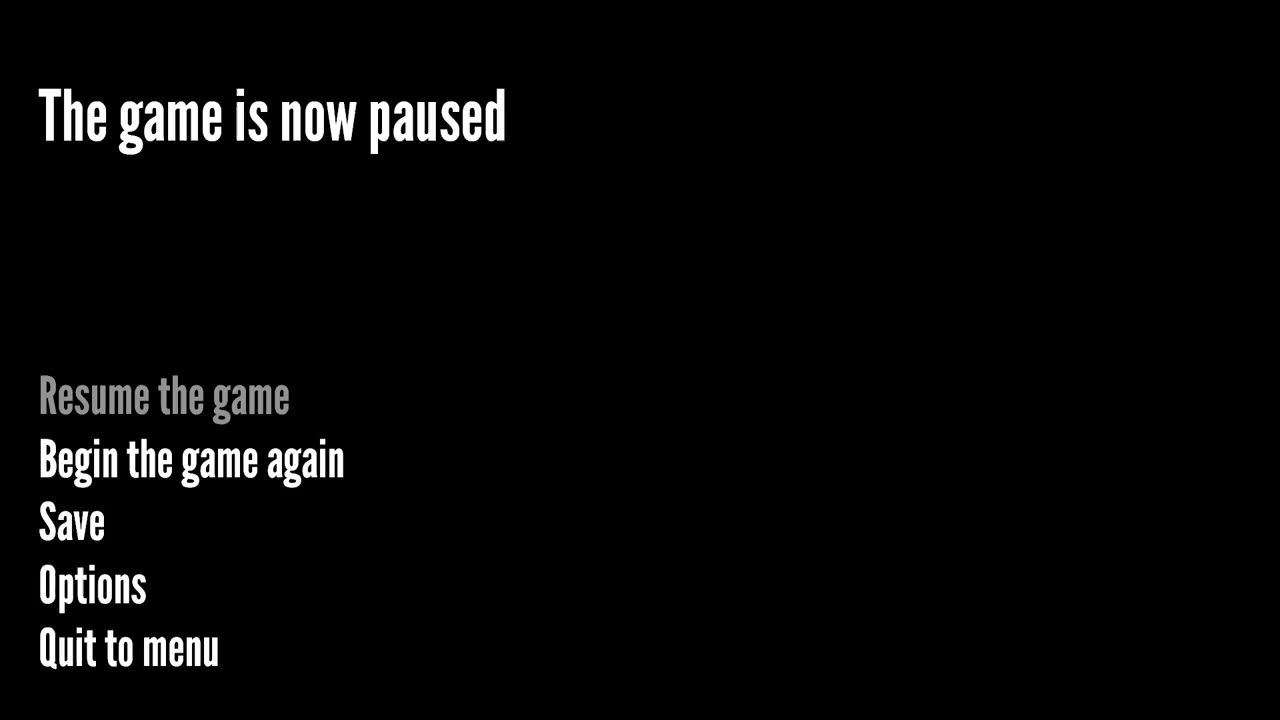 The game is now paused
Resume the game
Begin the game again
Save
Options
Quit to menu